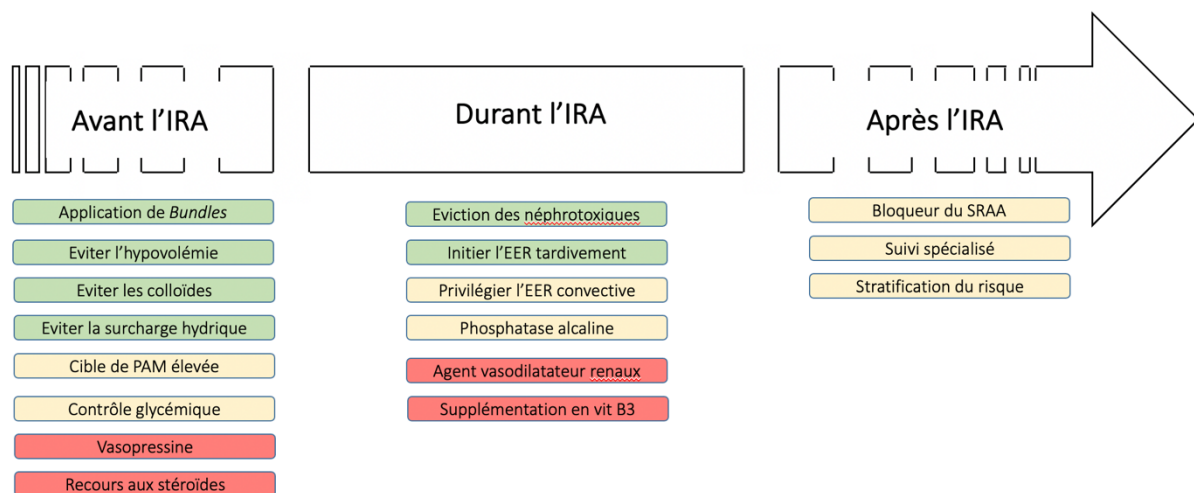 Avant l'IRA
Durant l'IRA
Après l'IRA
Application de Bundles
Eviter l'hypovolémie
Eviter les colloïdes
Eviter la surcharge hydrique
Cible de PAM élevée
Contrôle glycémique
Vasopressine
Recours aux stéroïdes
Eviction des néphrotoxiques
Initier l'EER tardivement
Privilégier l'EER convective
Phosphatase alcaline
Agent vasodilatateur renaux
Supplémentation en vit B3
Bloqueur du SRAA
Suivi spécialisé
Stratification du risque